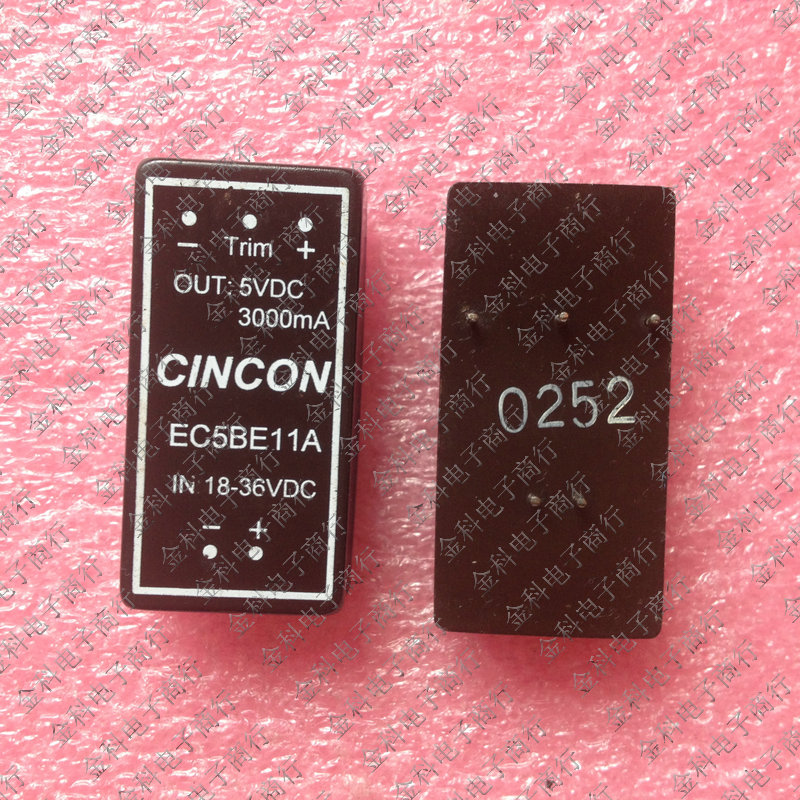 − Trim +
OUT: 5VDC
3000mA
CINCON
EC5BE11A
IN 18-36VDC
− +
0252
金科电子商行